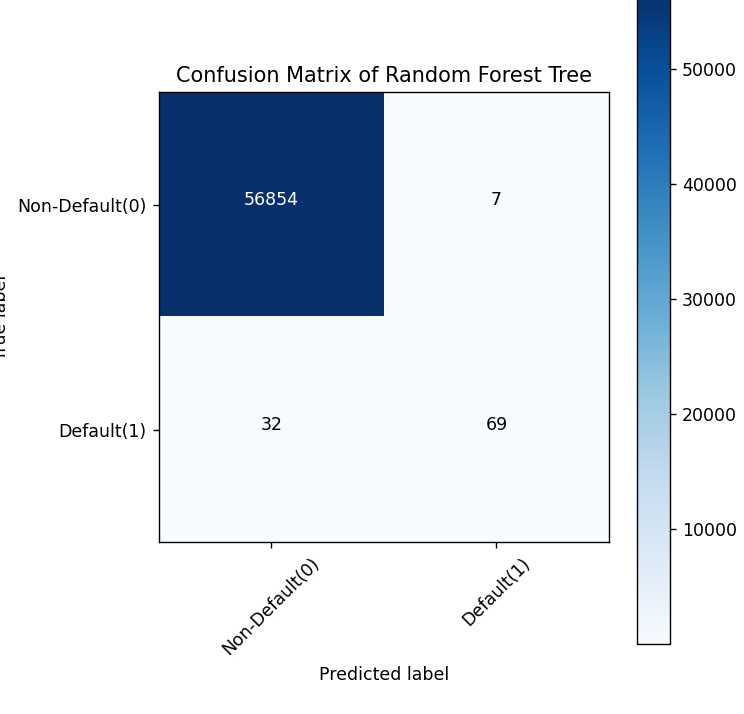 Confusion Matrix of Random Forest Tree
50000
40000
30000
20000
10000
Non-Default(0)
56854
7
Default(1)
32
69
Non-Default(0)
Default(1)
Predicted label
label